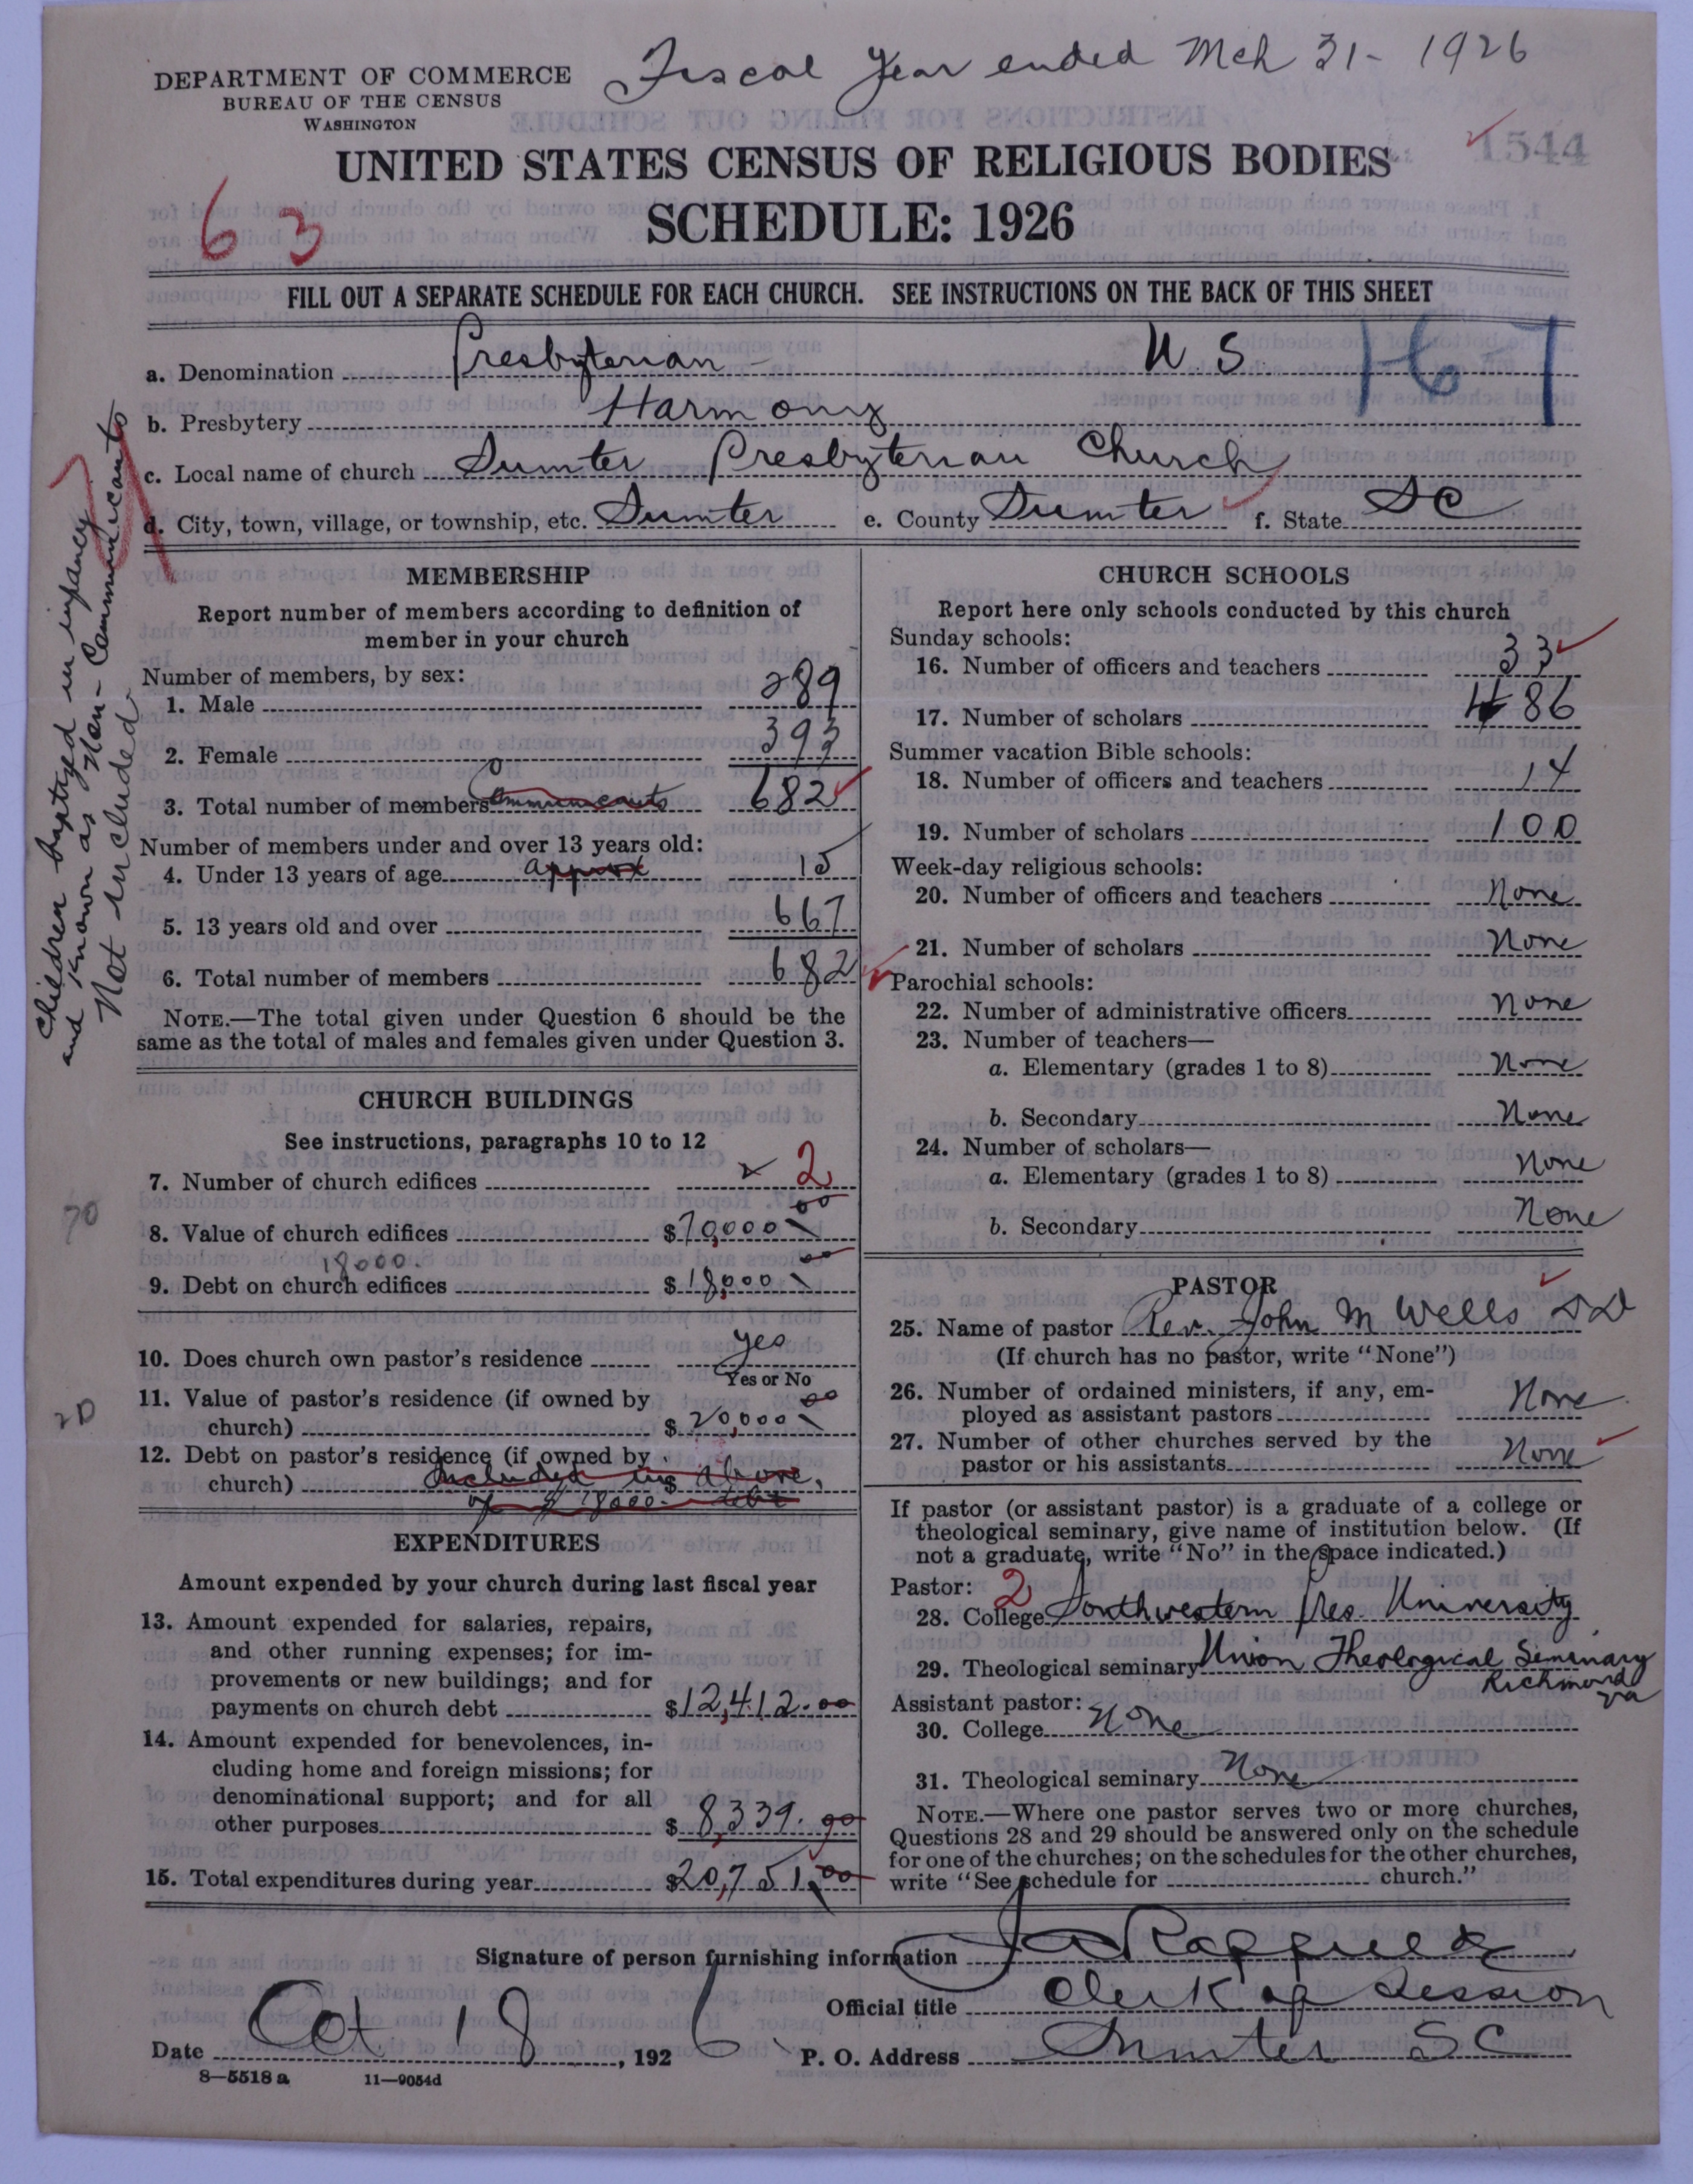 Fiscal Year ended Mch 31 - 1926
DEPARTMENT OF COMMERCE
BUREAU OF THE CENSUS
WASHINGTON
1544
UNITED STATES CENSUS OF RELIGIOUS BODIES
SCHEDULE: 1926
63
FILL OUT A SEPARATE SCHEDULE FOR EACH CHURCH. SEE INSTRUCTIONS ON THE BACK OF THIS SHEET
167
a. Denomination Presbyterian - U S
b. Presbytery Harmony
c. Local name of church Sumter Presbyterian Church
d. City, town, village, or township, etc. Sumter e. County Sumter f. State S C
Children baptized in infancy
and known as Non-Communicants
Not included.
MEMBERSHIP
Report number of members according to definition of
member in your church
Number of members, by sex:
1. Male 289
2. Female 393
3. Total number of members Communicants 682
Number of members under and over 13 years old:
4. Under 13 years of age approx 15
5. 13 years old and over 667
6. Total number of members 682
NOTE.—The total given under Question 6 should be the
same as the total of males and females given under Question 3.
CHURCH BUILDINGS
See instructions, paragraphs 10 to 12
7. Number of church edifices 2
70
8. Value of church edifices $70,000 00
18000.
9. Debt on church edifices $18,000 00
10. Does church own pastor's residence yes
Yes or No
20
11. Value of pastor's residence (if owned by
church) $20,000 00
12. Debt on pastor's residence (if owned by
church) Included in $ above,
of $18000. debt
EXPENDITURES
Amount expended by your church during last fiscal year
13. Amount expended for salaries, repairs,
and other running expenses; for im-
provements or new buildings; and for
payments on church debt $12,412.00
14. Amount expended for benevolences, in-
cluding home and foreign missions; for
denominational support; and for all
other purposes $8,339.00
15. Total expenditures during year $20,751.00
CHURCH SCHOOLS
Report here only schools conducted by this church
Sunday schools:
16. Number of officers and teachers 33
17. Number of scholars 486
Summer vacation Bible schools:
18. Number of officers and teachers 14
19. Number of scholars 100
Week-day religious schools:
20. Number of officers and teachers None
21. Number of scholars None
Parochial schools:
22. Number of administrative officers None
23. Number of teachers—
a. Elementary (grades 1 to 8) None
b. Secondary None
24. Number of scholars—
a. Elementary (grades 1 to 8) None
b. Secondary None
PASTOR
25. Name of pastor Rev. John M Wells DD
(If church has no pastor, write "None")
26. Number of ordained ministers, if any, em-
ployed as assistant pastors None
27. Number of other churches served by the
pastor or his assistants None
If pastor (or assistant pastor) is a graduate of a college or
theological seminary, give name of institution below. (If
not a graduate, write "No" in the space indicated.)
Pastor: 2
28. College Southwestern Pres. University
29. Theological seminary Union Theological Seminary
Richmond
Va
Assistant pastor:
30. College None
31. Theological seminary None
NOTE.—Where one pastor serves two or more churches,
Questions 28 and 29 should be answered only on the schedule
for one of the churches; on the schedules for the other churches,
write "See schedule for church."
Signature of person furnishing information
Official title Clerk of Session
Date Oct 18, 1926 P. O. Address Sumter S C
8—5518 a 11—9054d